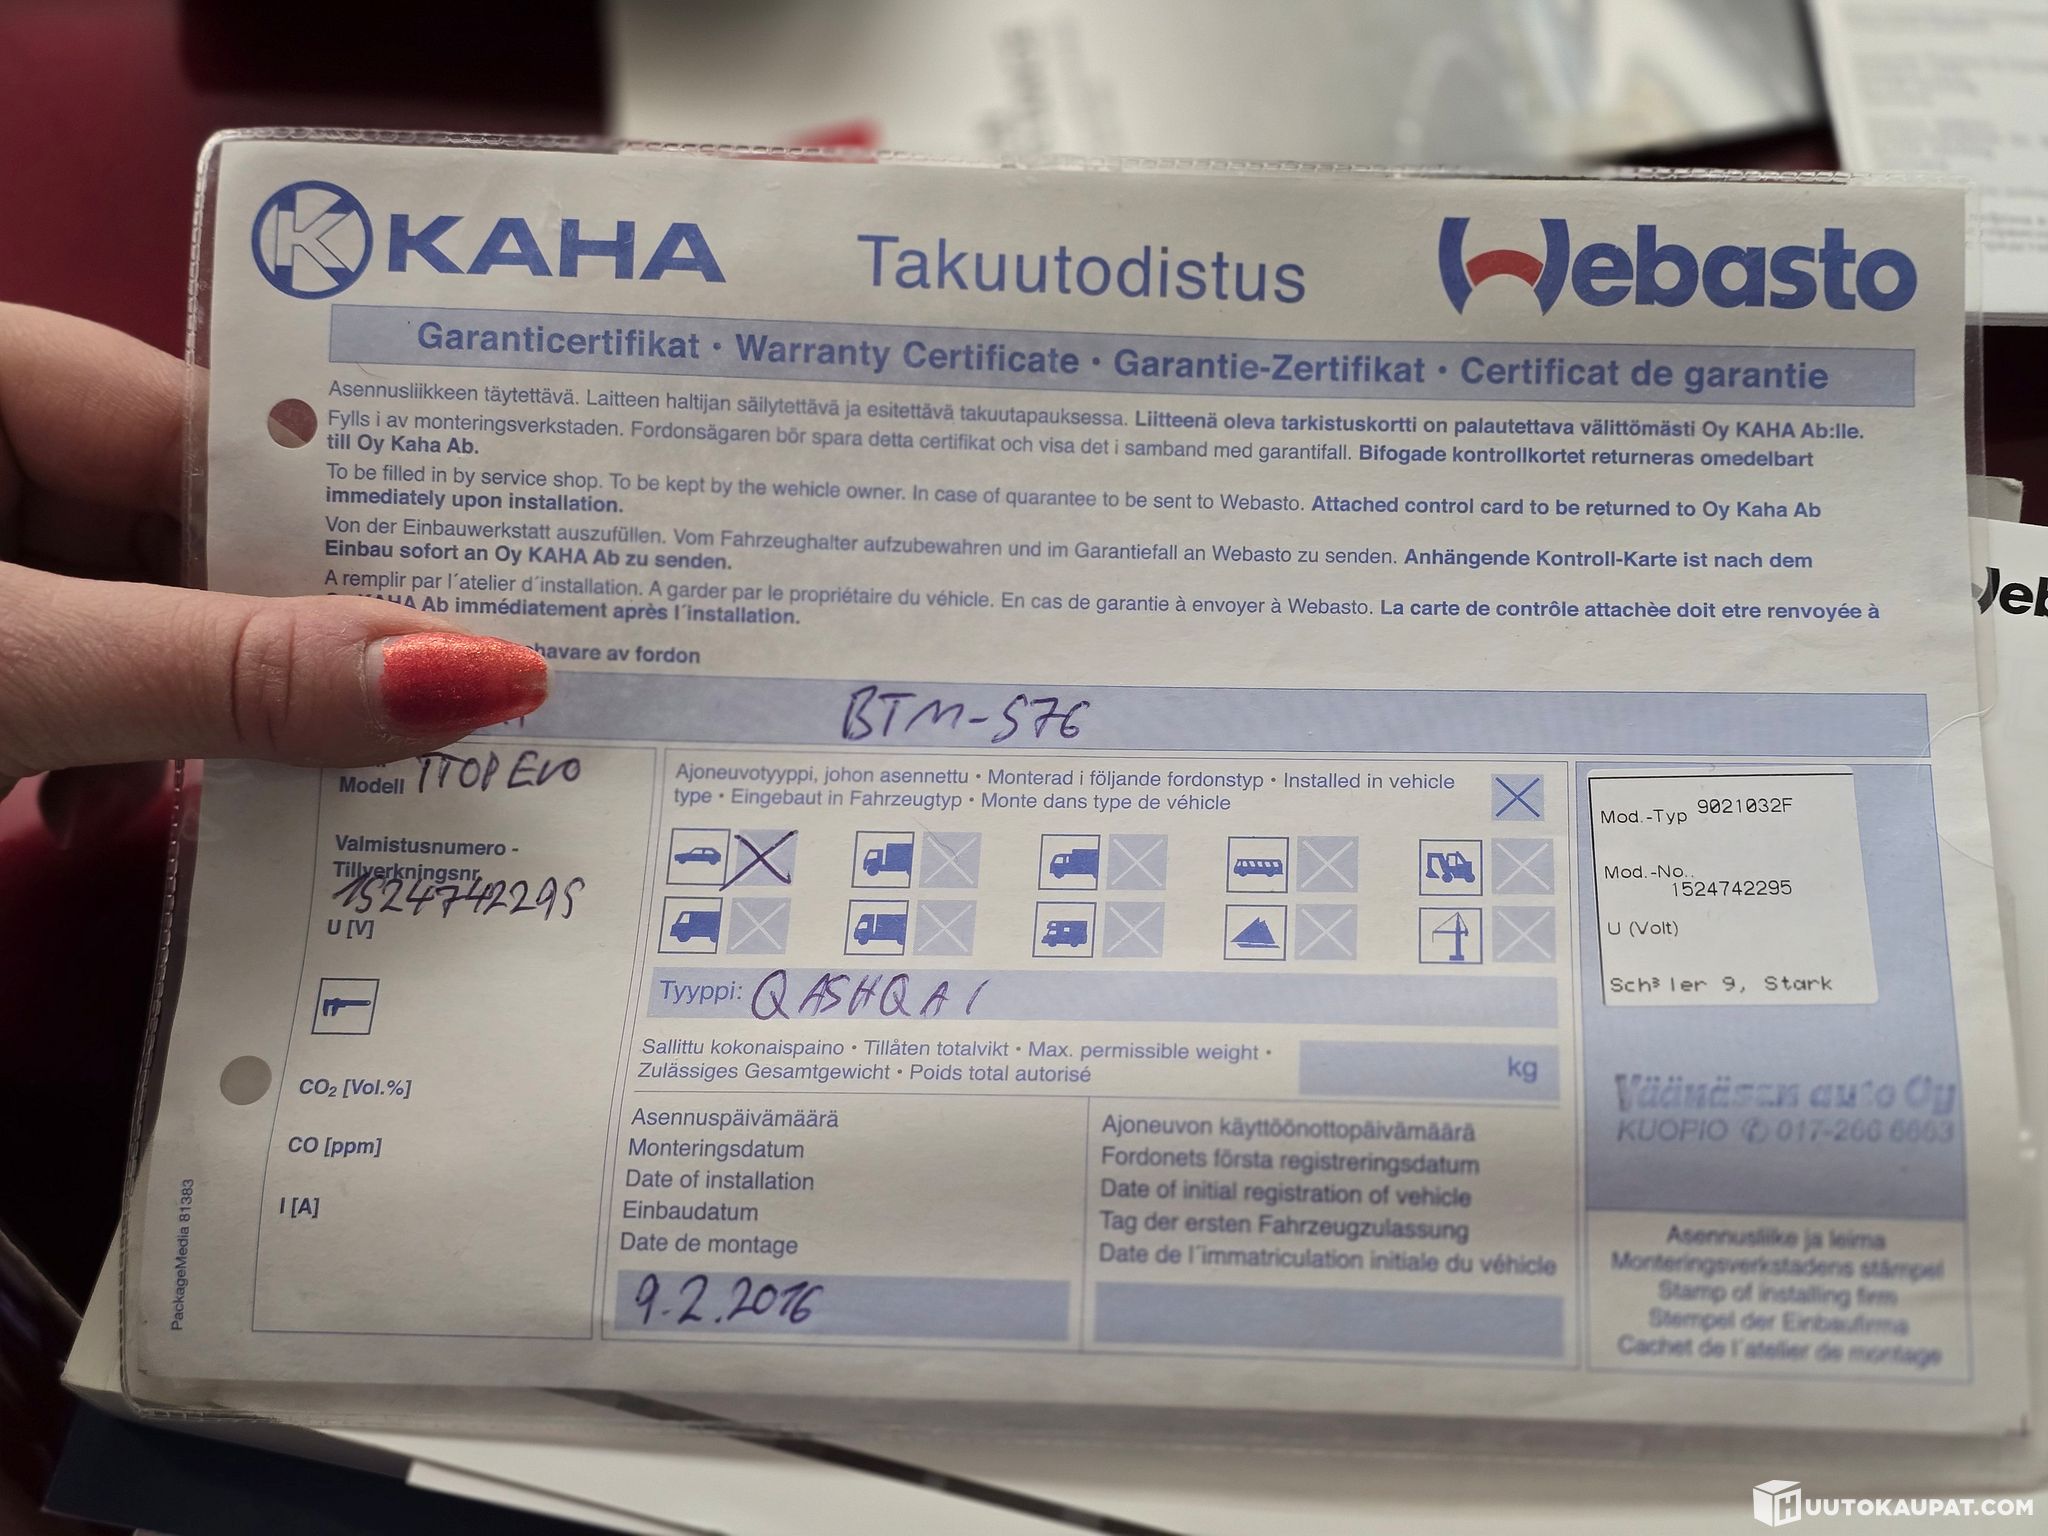 KAHA
Takuutodistus
Webasto
Garanticertifikat • Warranty Certificate • Garantie-Zertifikat • Certificat de garantie
Asennusliikkeen täytettävä. Laitteen haltijan säilytettävä ja esitettävä takuutapauksessa. Liitteenä oleva tarkistuskortti on palautettava välittömästi Oy KAHA Ab:lle.
Fylls i av monteringsverkstaden. Fordonsägaren bör spara detta certifikat och visa det i samband med garantifall. Bifogade kontrollkortet returneras omedelbart
till Oy Kaha Ab.
To be filled in by service shop. To be kept by the wehicle owner. In case of quarantee to be sent to Webasto. Attached control card to be returned to Oy Kaha Ab
immediately upon installation.
Von der Einbauwerkstatt auszufüllen. Vom Fahrzeughalter aufzubewahren und im Garantiefall an Webasto zu senden. Anhängende Kontroll-Karte ist nach dem
Einbau sofort an Oy KAHA Ab zu senden.
A remplir par l´atelier d´installation. A garder par le propriétaire du véhicle. En cas de garantie à envoyer à Webasto. La carte de contrôle attachèe doit etre renvoyée à
KAHA Ab immédiatement après l´installation.
havare av fordon
BTM-576
Modell TTOP EVO
Valmistusnumero -
Tillverkningsnr.
1524742295
U [V]
CO₂ [Vol.%]
CO [ppm]
I [A]
Ajoneuvotyyppi, johon asennettu • Monterad i följande fordonstyp • Installed in vehicle
type • Eingebaut in Fahrzeugtyp • Monte dans type de véhicle
Tyyppi: QASHQAI
Sallittu kokonaispaino • Tillåten totalvikt • Max. permissible weight •
Zulässiges Gesamtgewicht • Poids total autorisé
kg
Asennuspäivämäärä
Monteringsdatum
Date of installation
Einbaudatum
Date de montage
9.2.2016
Ajoneuvon käyttöönottopäivämäärä
Fordonets första registreringsdatum
Date of initial registration of vehicle
Tag der ersten Fahrzeugzulassung
Date de l´immatriculation initiale du véhicle
Mod.-Typ 9021032F
Mod.-No..
1524742295
U (Volt)
Sch³ler 9, Stark
Väänäsen auto Oy
KUOPIO ✆ 017-266 6663
Asennusliike ja leima
Monteringsverkstadens stämpel
Stamp of installing firm
Stempel der Einbaufirma
Cachet de l´atelier de montage
PackageMedia 81383
HUUTOKAUPAT.COM